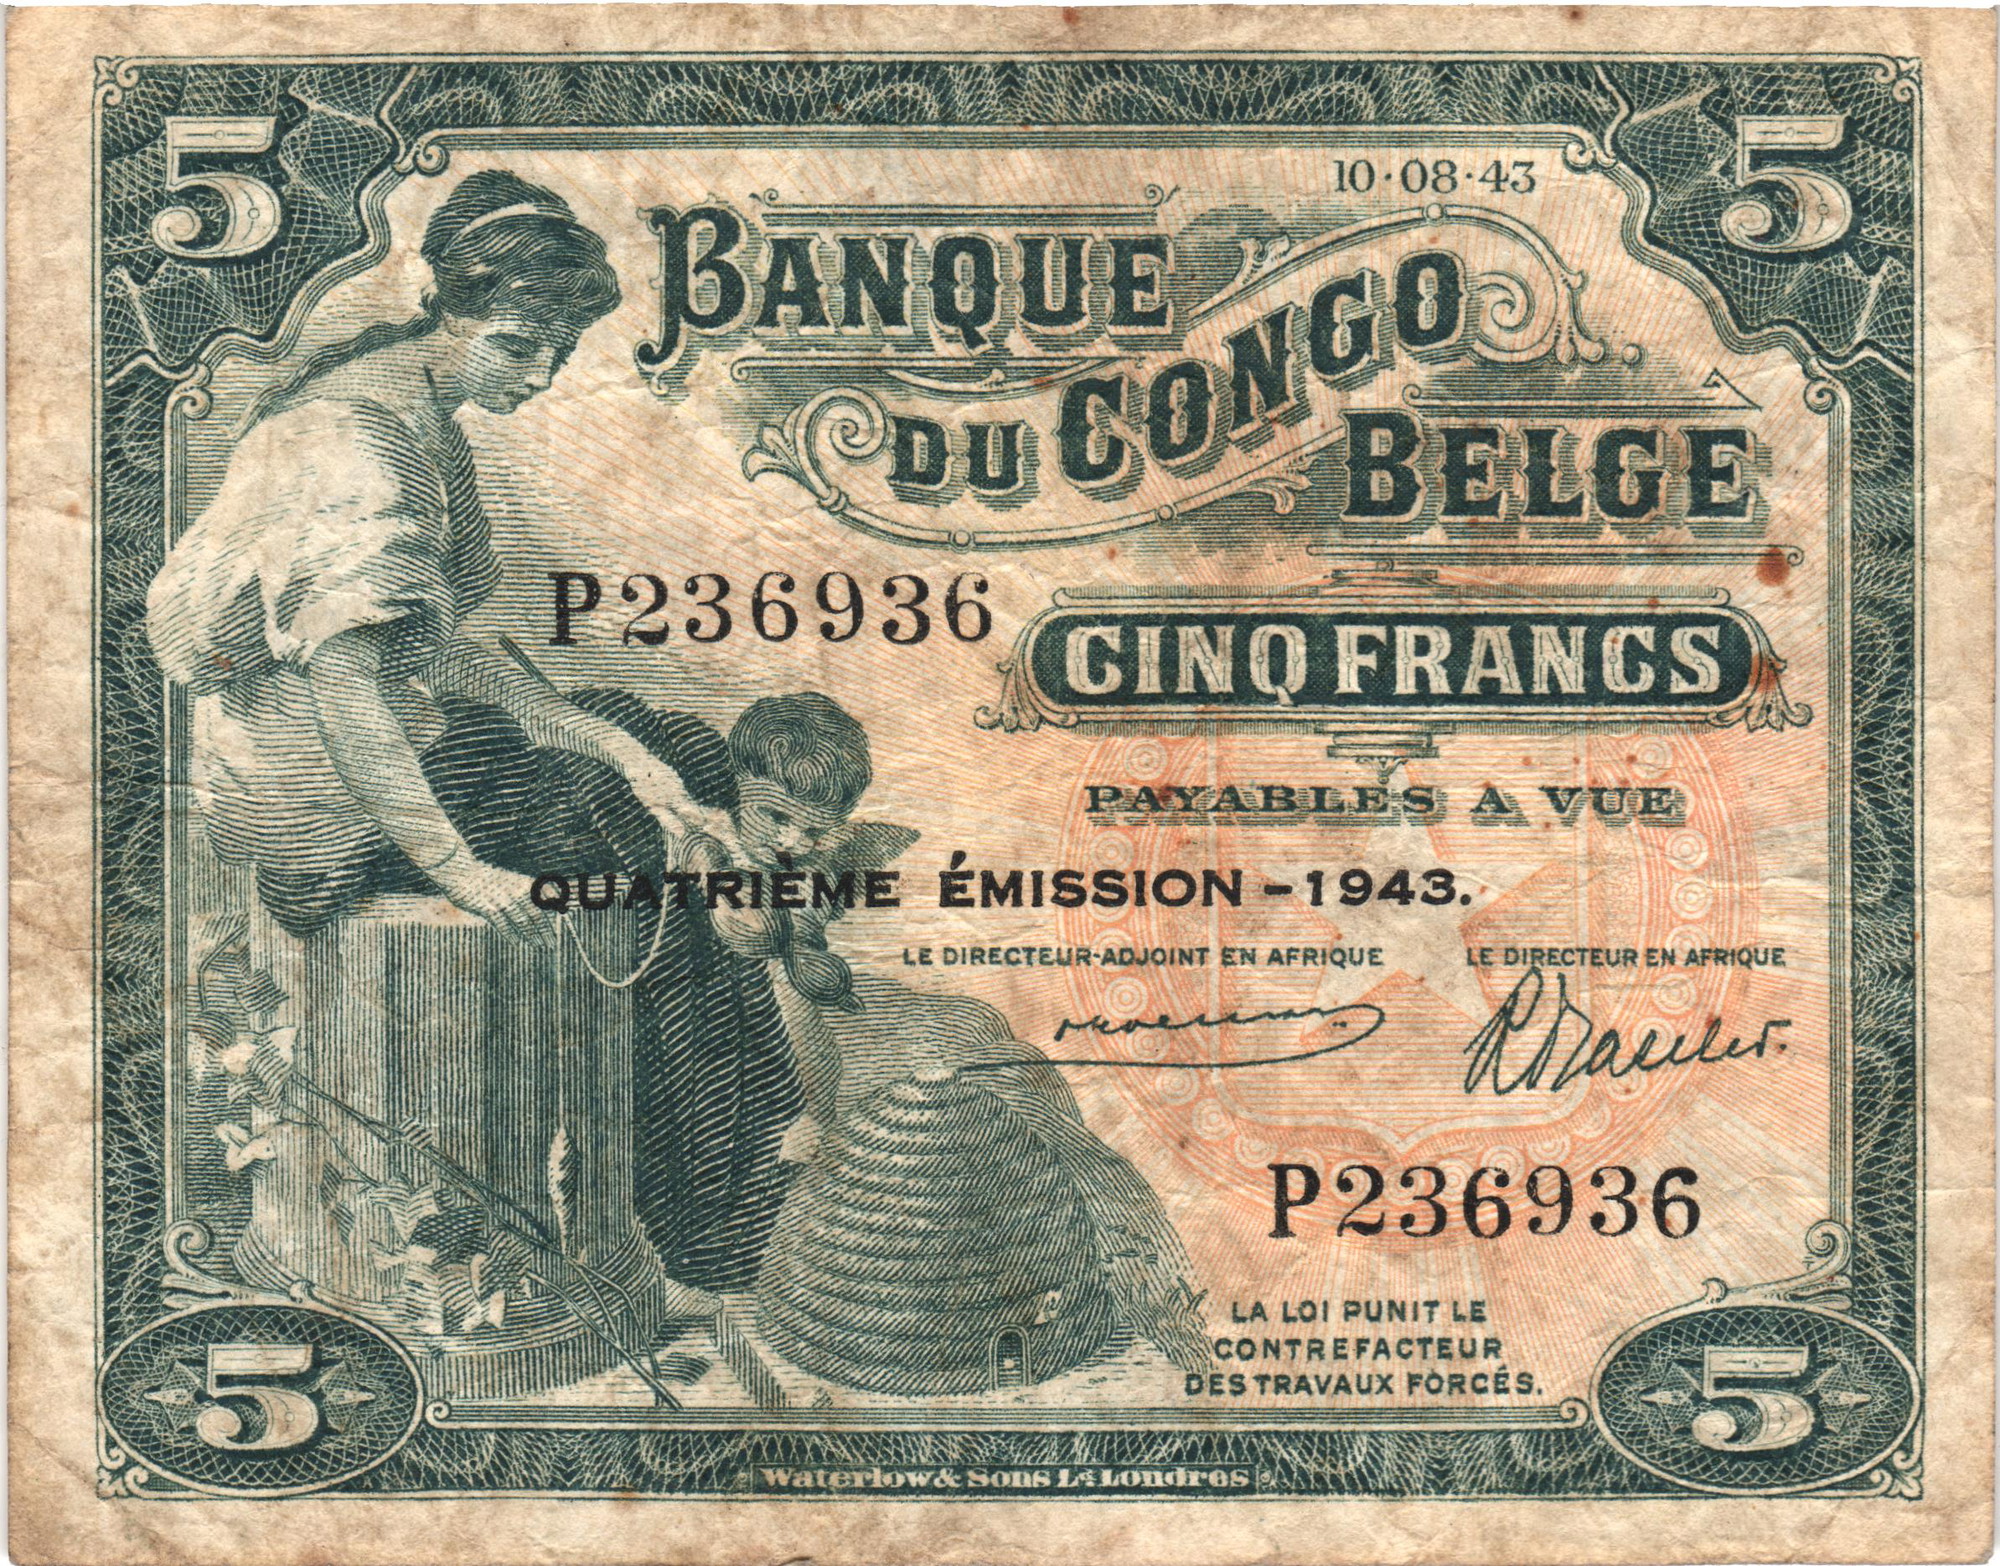 5
5
10·08·43
BANQUE
DU CONGO
BELGE
P236936
CINQ FRANCS
PAYABLES A VUE
QUATRIÈME ÉMISSION – 1943.
LE DIRECTEUR-ADJOINT EN AFRIQUE
LE DIRECTEUR EN AFRIQUE
P236936
LA LOI PUNIT LE
CONTREFACTEUR
DES TRAVAUX FORCÉS.
5
5
Waterlow & Sons Ld Londres